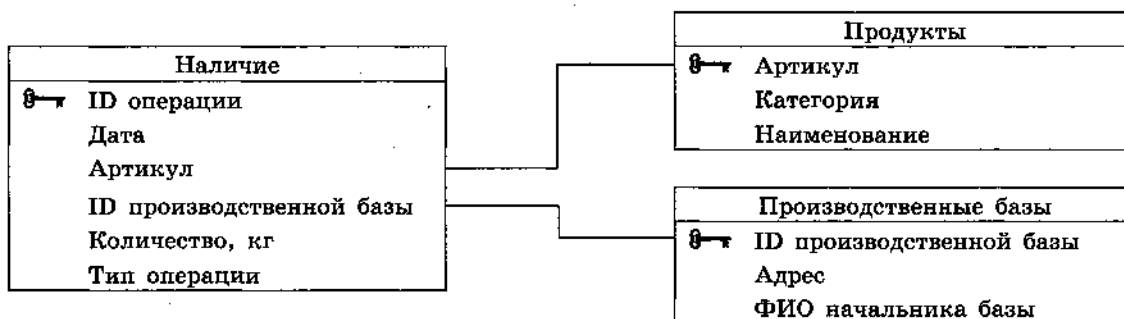 Наличие
ID операции
Дата
Артикул
ID производственной базы
Количество, кг
Тип операции
Продукты
Артикул
Категория
Наименование
Производственные базы
ID производственной базы
Адрес
ФИО начальника базы